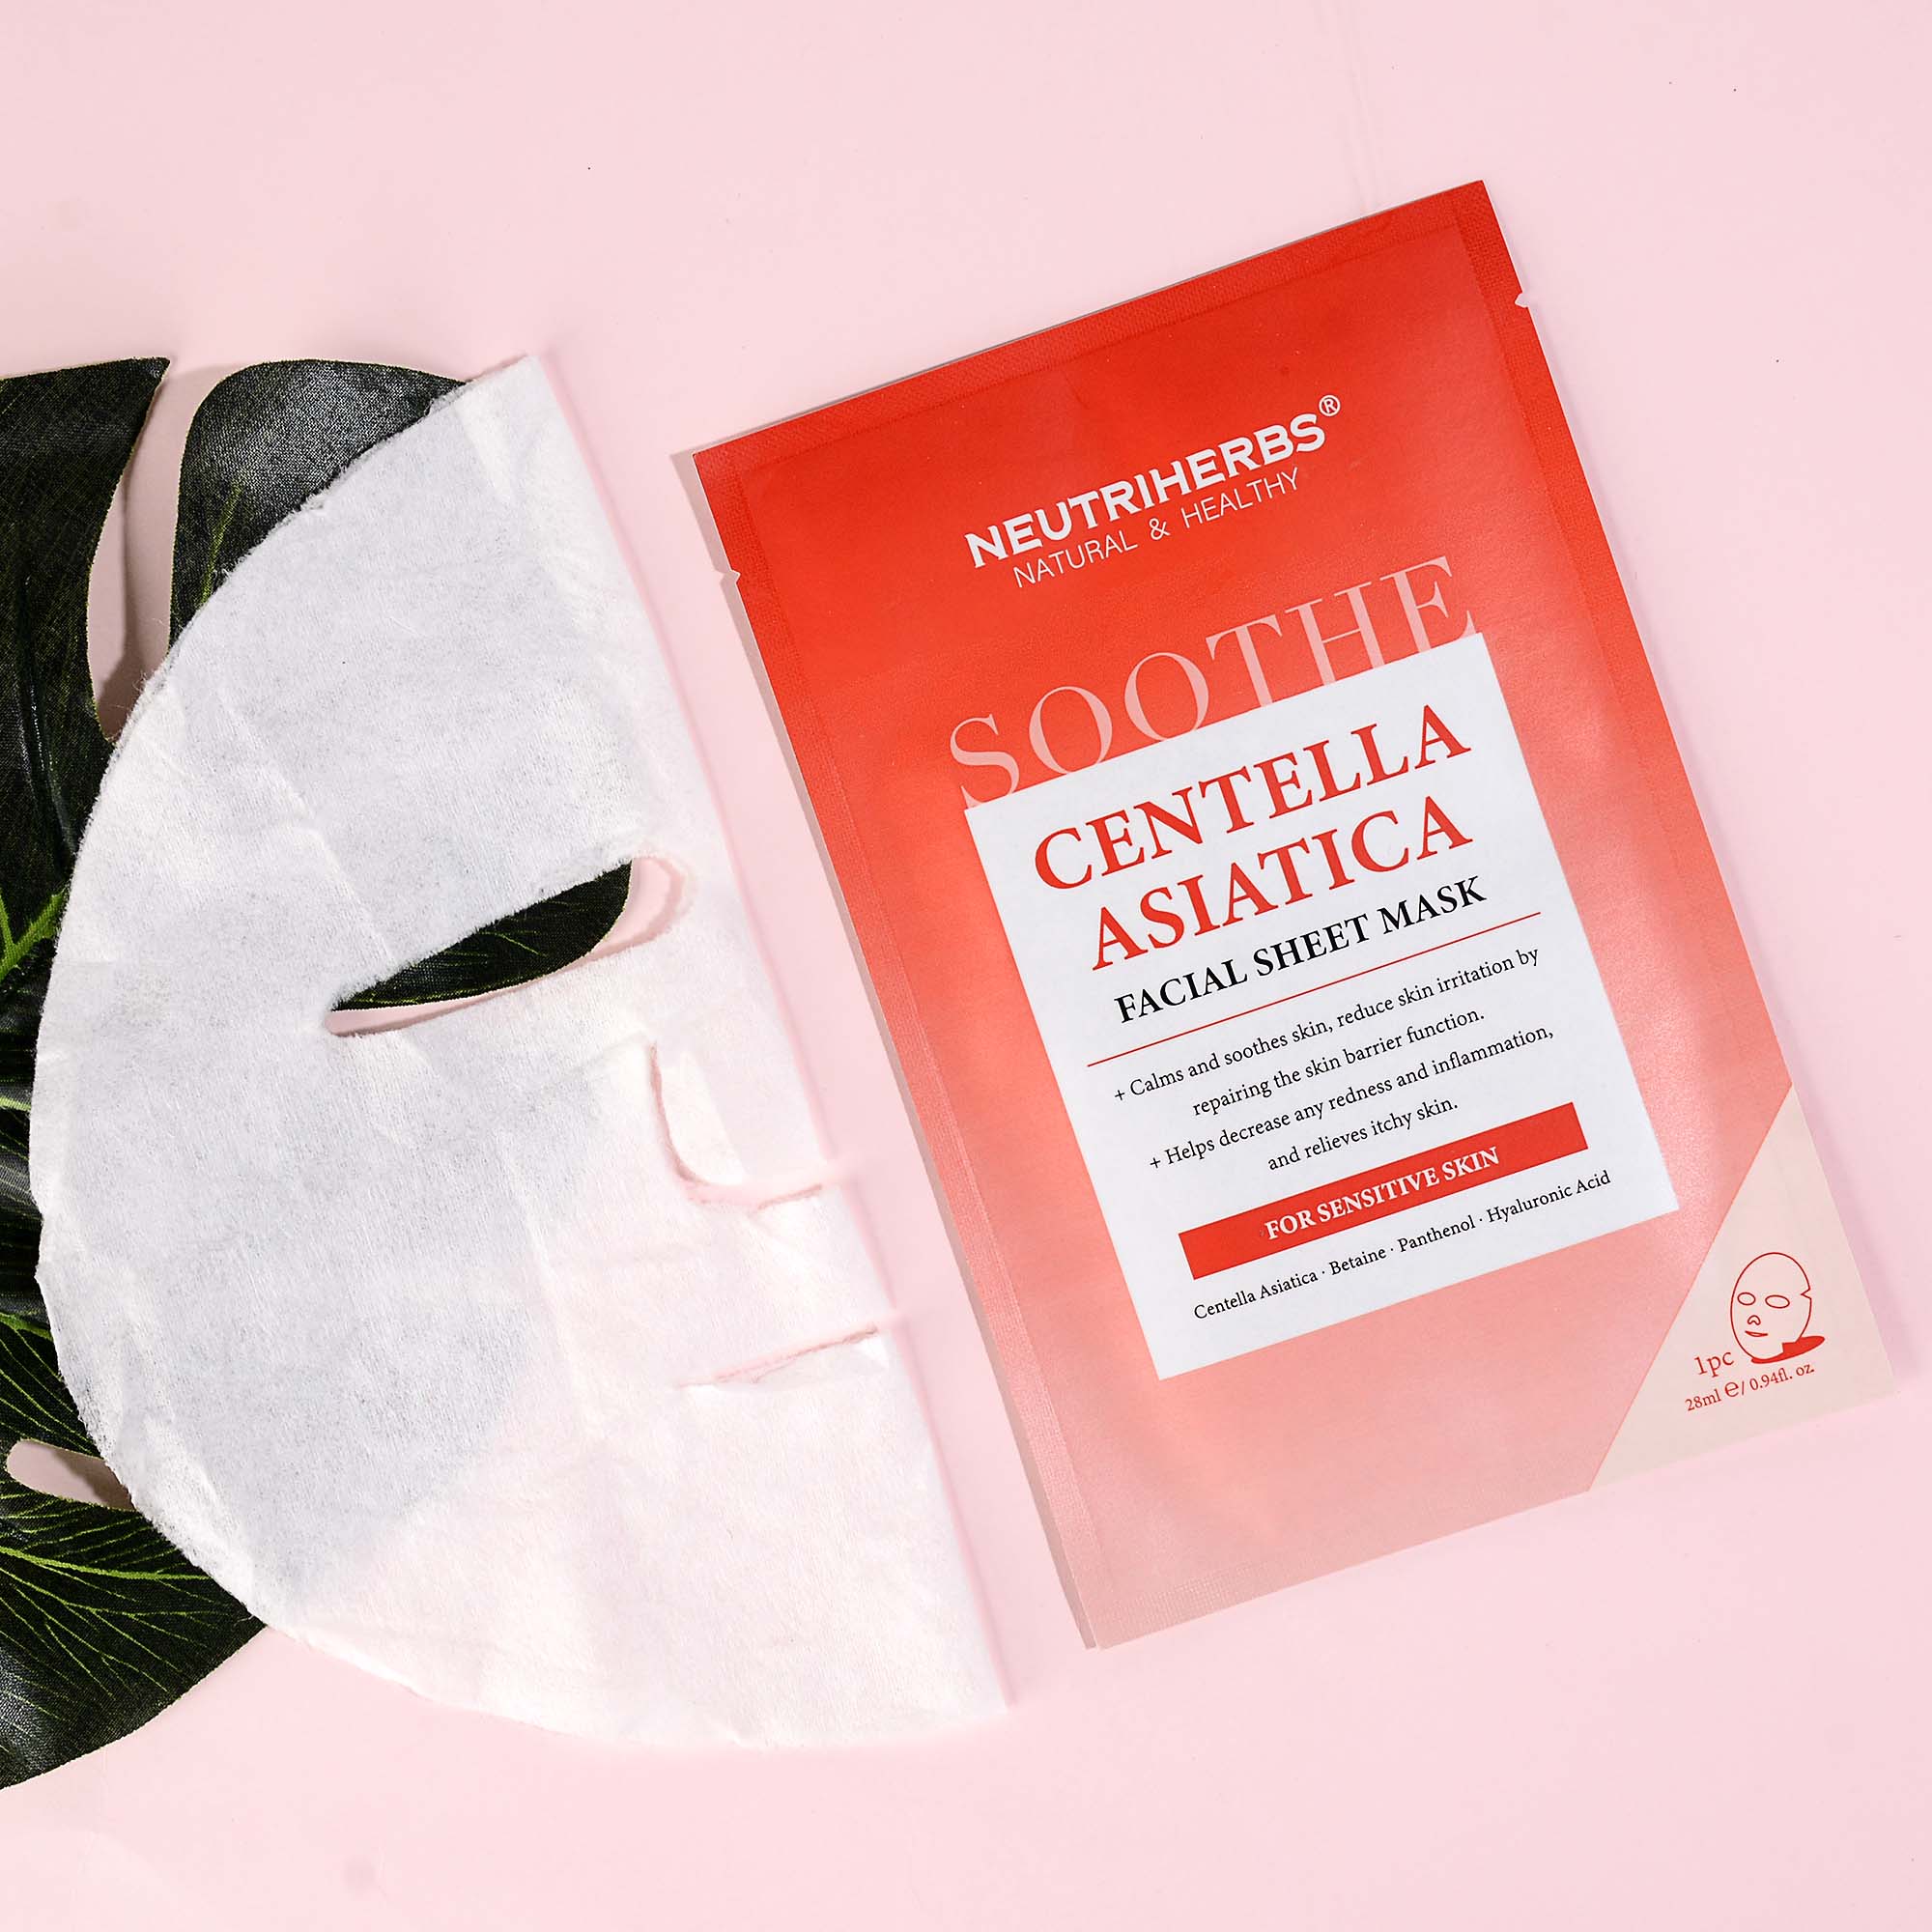 NEUTRIHERBS®
NATURAL & HEALTHY
SOOTHE
CENTELLA
ASIATICA
FACIAL SHEET MASK
+ Calms and soothes skin, reduce skin irritation by
repairing the skin barrier function.
+ Helps decrease any redness and inflammation,
and relieves itchy skin.
FOR SENSITIVE SKIN
Centella Asiatica · Betaine · Panthenol · Hyaluronic Acid
1pc
28ml ℮/ 0.94fl. oz.